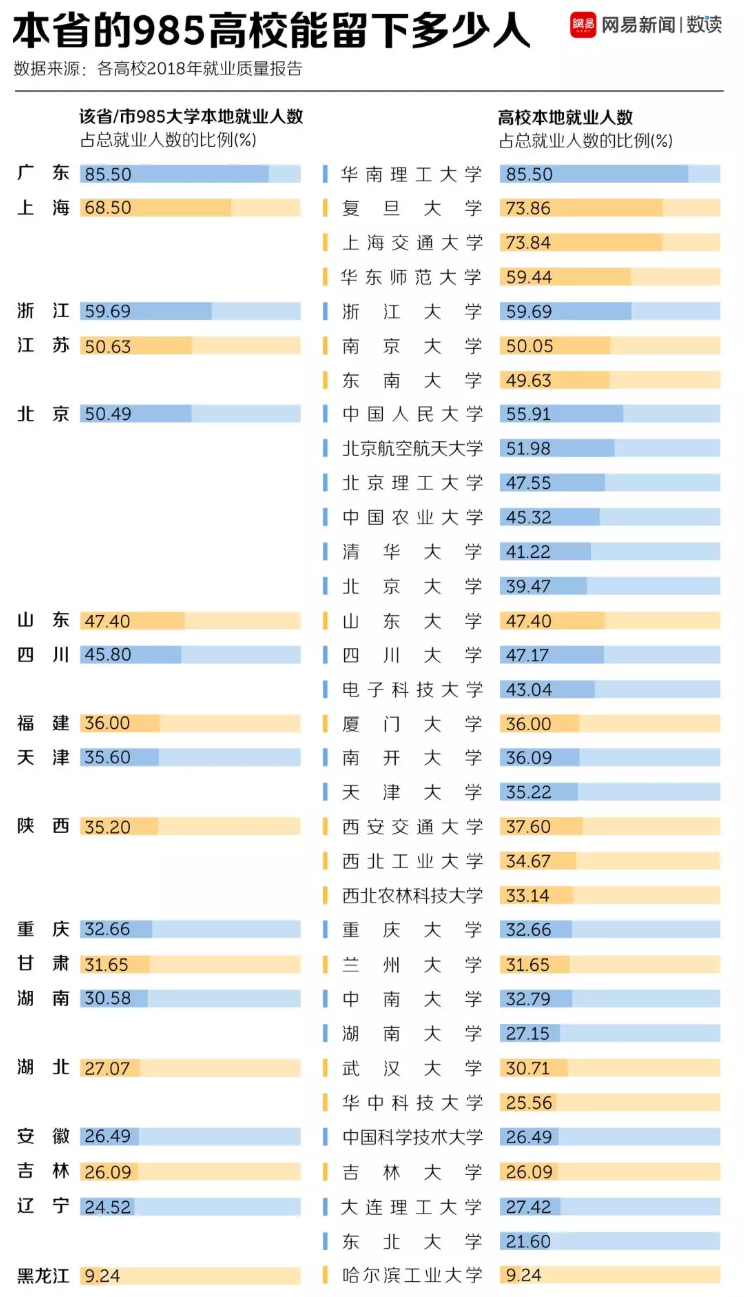 本省的985高校能留下多少人
网易 NEWS 网易新闻 | 数读
数据来源：各高校2018年就业质量报告
该省/市985大学本地就业人数 高校本地就业人数
占总就业人数的比例(%) 占总就业人数的比例(%)
广东 85.50 华南理工大学 85.50
上海 68.50 复旦大学 73.86
上海交通大学 73.84
华东师范大学 59.44
浙江 59.69 浙江大学 59.69
江苏 50.63 南京大学 50.05
东南大学 49.63
北京 50.49 中国人民大学 55.91
北京航空航天大学 51.98
北京理工大学 47.55
中国农业大学 45.32
清华大学 41.22
北京大学 39.47
山东 47.40 山东大学 47.40
四川 45.80 四川大学 47.17
电子科技大学 43.04
福建 36.00 厦门大学 36.00
天津 35.60 南开大学 36.09
天津大学 35.22
陕西 35.20 西安交通大学 37.60
西北工业大学 34.67
西北农林科技大学 33.14
重庆 32.66 重庆大学 32.66
甘肃 31.65 兰州大学 31.65
湖南 30.58 中南大学 32.79
湖南大学 27.15
湖北 27.07 武汉大学 30.71
华中科技大学 25.56
安徽 26.49 中国科学技术大学 26.49
吉林 26.09 吉林大学 26.09
辽宁 24.52 大连理工大学 27.42
东北大学 21.60
黑龙江 9.24 哈尔滨工业大学 9.24